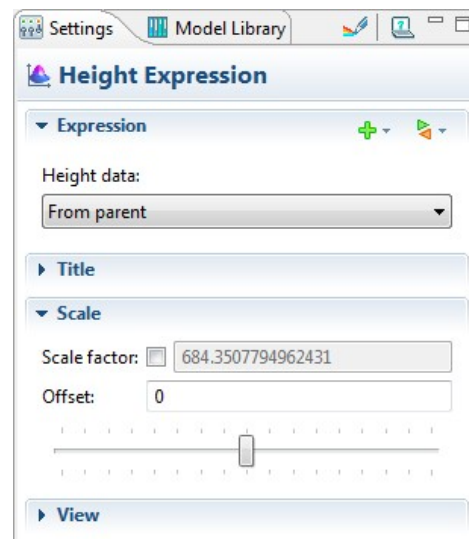 Settings Model Library
Height Expression
Expression
Height data:
From parent
Title
Scale
Scale factor: 684.3507794962431
Offset: 0
View